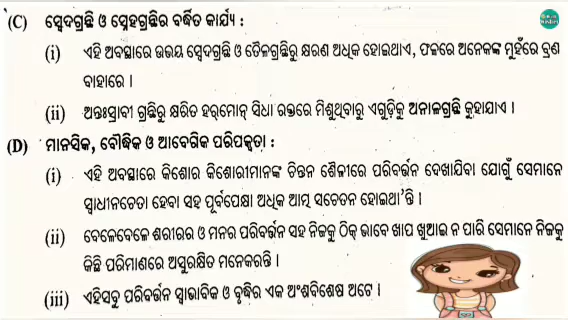 (C) ସ୍ୱେଦଗ୍ରନ୍ଥି ଓ ସ୍ନେହଗ୍ରନ୍ଥିର ବର୍ଦ୍ଧିତ କାର୍ଯ୍ୟ :
(i) ଏହି ଅବସ୍ଥାରେ ଉଭୟ ସ୍ୱେଦଗ୍ରନ୍ଥି ଓ ତୈଳଗ୍ରନ୍ଥିରୁ କ୍ଷରଣ ଅଧିକ ହୋଇଥାଏ, ଫଳରେ ଅନେକଙ୍କ ମୁହଁରେ ବ୍ରଣ
ବାହାରେ ।
(ii) ଅନ୍ତଃସ୍ରାବୀ ଗ୍ରନ୍ଥିରୁ କ୍ଷରିତ ହର୍‌ମୋନ୍ ସିଧା ରକ୍ତରେ ମିଶୁଥିବାରୁ ଏଗୁଡ଼ିକୁ ଅନାଳଗ୍ରନ୍ଥି କୁହାଯାଏ ।
(D) ମାନସିକ, ବୌଦ୍ଧିକ ଓ ଆବେଗିକ ପରିପକ୍ୱତା :
(i) ଏହି ଅବସ୍ଥାରେ କିଶୋର କିଶୋରୀମାନଙ୍କ ଚିନ୍ତନ ଶୈଳୀରେ ପରିବର୍ତ୍ତନ ଦେଖାଯିବା ଯୋଗୁଁ ସେମାନେ
ସ୍ୱାଧୀନଚେତା ହେବା ସହ ପୂର୍ବପେକ୍ଷା ଅଧିକ ଆତ୍ମ ସଚେତନ ହୋଇଥା'ନ୍ତି ।
(ii) ବେଳେବେଳେ ଶରୀରର ଓ ମନର ପରିବର୍ତ୍ତନ ସହ ନିଜକୁ ଠିକ୍ ଭାବେ ଖାପ ଖୁଆଇ ନ ପାରି ସେମାନେ ନିଜକୁ
କିଛି ପରିମାଣରେ ଅସୁରକ୍ଷିତ ମନେକରନ୍ତି ।
(iii) ଏହିସବୁ ପରିବର୍ତ୍ତନ ସ୍ୱାଭାବିକ ଓ ବୃଦ୍ଧିର ଏକ ଅଂଶବିଶେଷ ଅଟେ ।